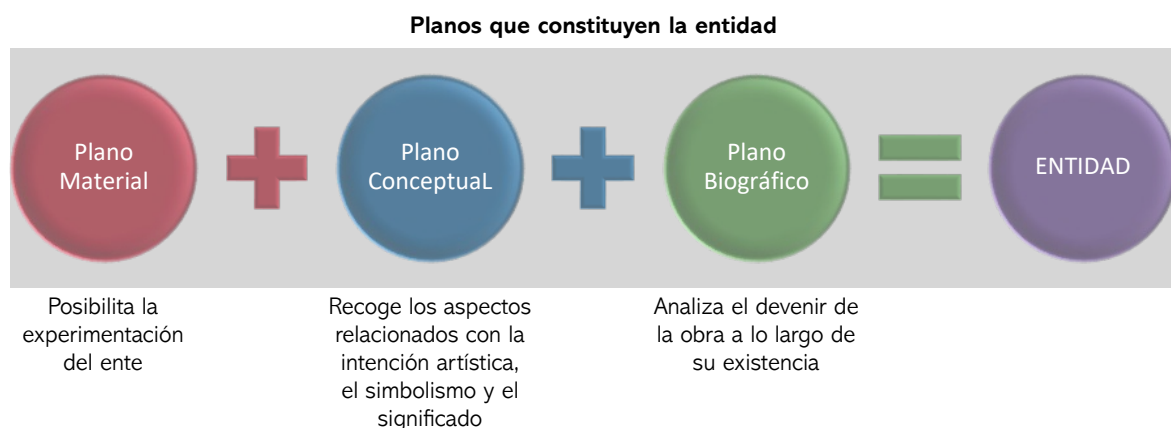 Planos que constituyen la entidad
Plano
Material
Plano
ConceptuaL
Plano
Biográfico
ENTIDAD
Posibilita la
experimentación
del ente
Recoge los aspectos
relacionados con la
intención artística,
el simbolismo y el
significado
Analiza el devenir de
la obra a lo largo de
su existencia